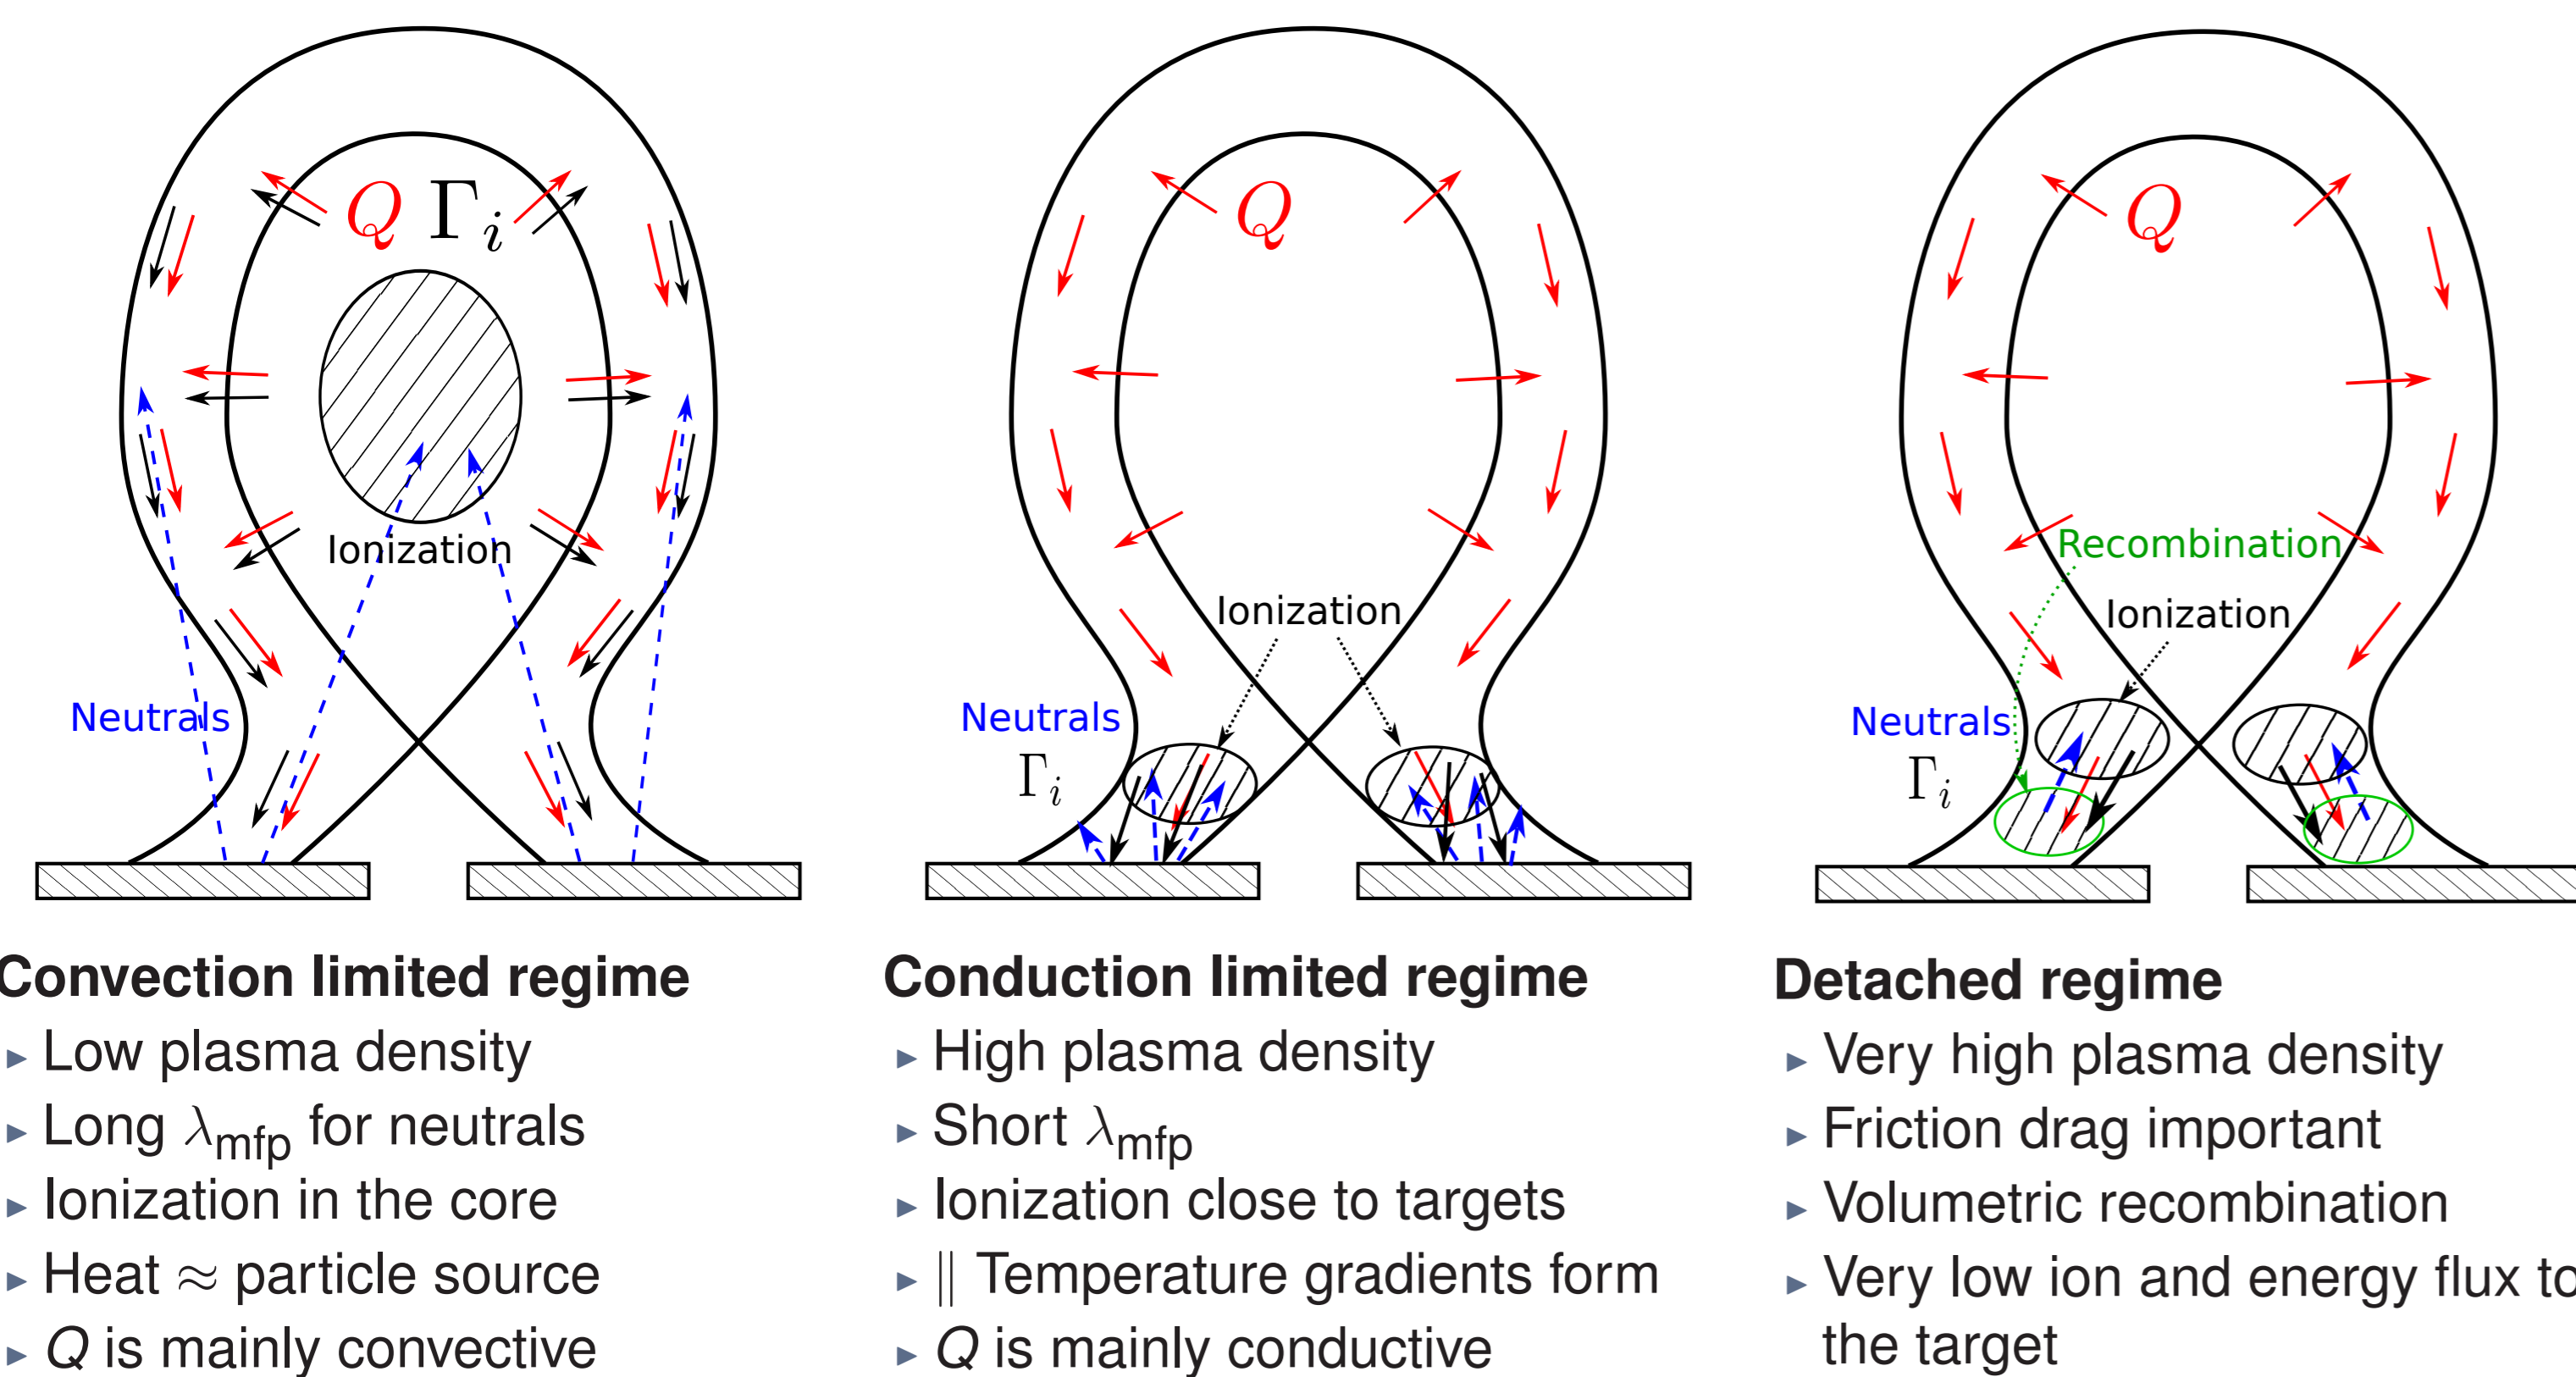 Q Γi
Ionization
Neutrals
Convection limited regime
▸ Low plasma density
▸ Long λmfp for neutrals
▸ Ionization in the core
▸ Heat ≈ particle source
▸ Q is mainly convective
Q
Ionization
Neutrals
Γi
Conduction limited regime
▸ High plasma density
▸ Short λmfp
▸ Ionization close to targets
▸ ∥ Temperature gradients form
▸ Q is mainly conductive
Q
Recombination
Ionization
Neutrals
Γi
Detached regime
▸ Very high plasma density
▸ Friction drag important
▸ Volumetric recombination
▸ Very low ion and energy flux to
the target